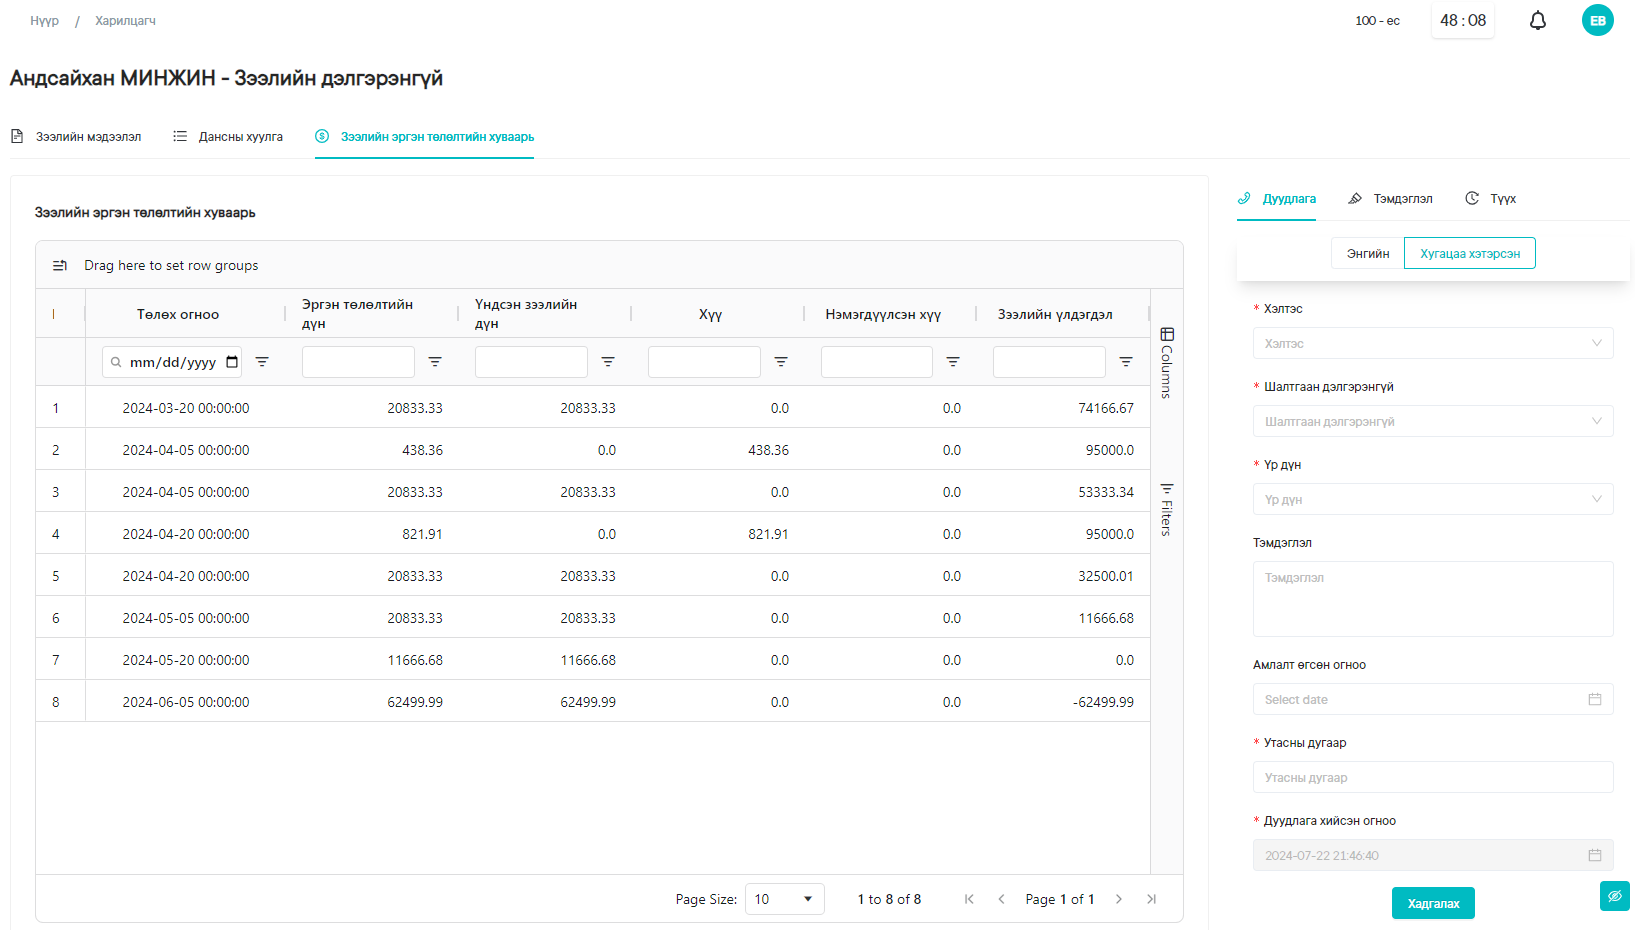 Нүүр / Харилцагч
100 - ес
48 : 08
EB
Андсайхан МИНЖИН - Зээлийн дэлгэрэнгүй
Зээлийн мэдээлэл
Дансны хуулга
Зээлийн эргэн төлөлтийн хуваарь
Зээлийн эргэн төлөлтийн хуваарь
Drag here to set row groups
Төлөх огноо
Эргэн төлөлтийн дүн
Үндсэн зээлийн дүн
Хүү
Нэмэгдүүлсэн хүү
Зээлийн үлдэгдэл
mm/dd/yyyy
1 2024-03-20 00:00:00 20833.33 20833.33 0.0 0.0 74166.67
2 2024-04-05 00:00:00 438.36 0.0 438.36 0.0 95000.0
3 2024-04-05 00:00:00 20833.33 20833.33 0.0 0.0 53333.34
4 2024-04-20 00:00:00 821.91 0.0 821.91 0.0 95000.0
5 2024-04-20 00:00:00 20833.33 20833.33 0.0 0.0 32500.01
6 2024-05-05 00:00:00 20833.33 20833.33 0.0 0.0 11666.68
7 2024-05-20 00:00:00 11666.68 11666.68 0.0 0.0 0.0
8 2024-06-05 00:00:00 62499.99 62499.99 0.0 0.0 -62499.99
Columns
Filters
Page Size: 10 1 to 8 of 8 Page 1 of 1
Дуудлага
Тэмдэглэл
Түүх
Энгийн
Хугацаа хэтэрсэн
* Хэлтэс
Хэлтэс
* Шалтгаан дэлгэрэнгүй
Шалтгаан дэлгэрэнгүй
* Үр дүн
Үр дүн
Тэмдэглэл
Тэмдэглэл
Амлалт өгсөн огноо
Select date
* Утасны дугаар
Утасны дугаар
* Дуудлага хийсэн огноо
2024-07-22 21:46:40
Хадгалах